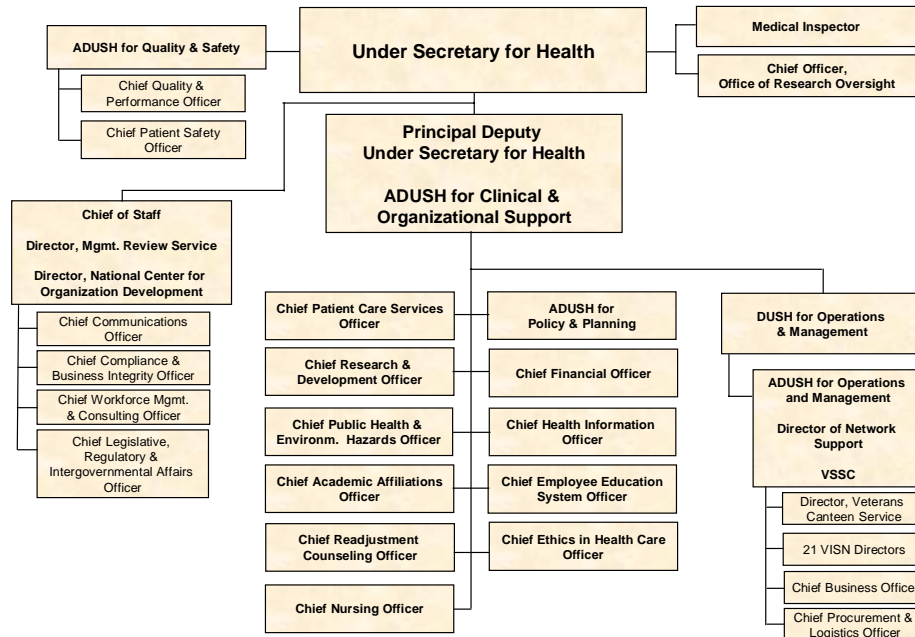 ADUSH for Quality & Safety
Chief Quality &
Performance Officer
Chief Patient Safety
Officer
Under Secretary for Health
Medical Inspector
Chief Officer,
Office of Research Oversight
Principal Deputy
Under Secretary for Health
ADUSH for Clinical &
Organizational Support
Chief of Staff
Director, Mgmt. Review Service
Director, National Center for
Organization Development
Chief Communications
Officer
Chief Compliance &
Business Integrity Officer
Chief Workforce Mgmt.
& Consulting Officer
Chief Legislative,
Regulatory &
Intergovernmental Affairs
Officer
Chief Patient Care Services
Officer
ADUSH for
Policy & Planning
Chief Research &
Development Officer
Chief Financial Officer
Chief Public Health &
Environm. Hazards Officer
Chief Health Information
Officer
Chief Academic Affiliations
Officer
Chief Employee Education
System Officer
Chief Readjustment
Counseling Officer
Chief Ethics in Health Care
Officer
Chief Nursing Officer
DUSH for Operations
& Management
ADUSH for Operations
and Management
Director of Network
Support
VSSC
Director, Veterans
Canteen Service
21 VISN Directors
Chief Business Office
Chief Procurement &
Logistics Officer